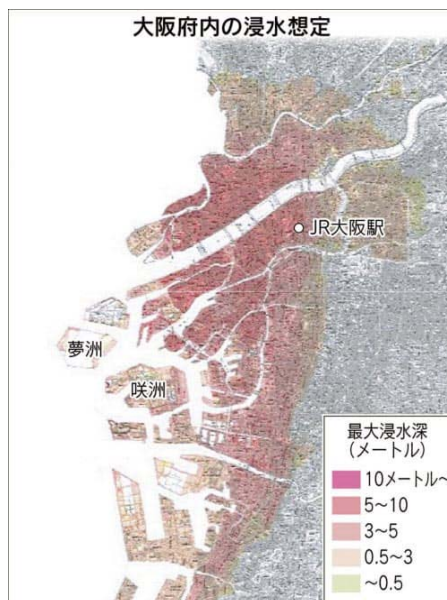 大阪府内の浸水想定
JR大阪駅
夢洲
咲洲
最大浸水深
(メートル)
10メートル~
5~10
3~5
0.5~3
~0.5